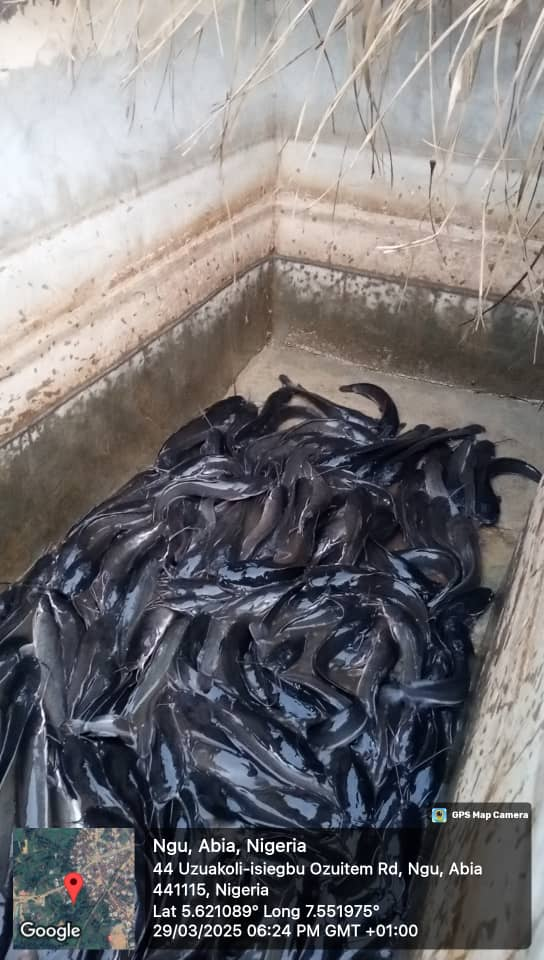 GPS Map Camera
Ngu, Abia, Nigeria
44 Uzuakoli-isiegbu Ozuitem Rd, Ngu, Abia
441115, Nigeria
Lat 5.621089° Long 7.551975°
29/03/2025 06:24 PM GMT +01:00
Google